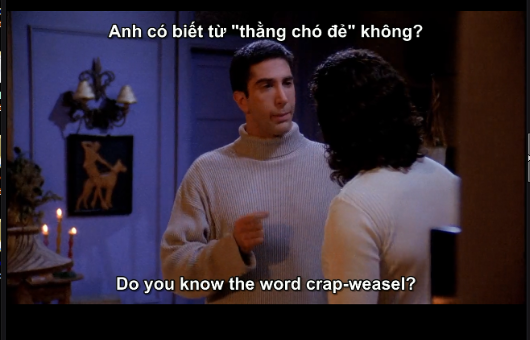 Anh có biết từ "thằng chó đẻ" không?
Do you know the word crap-weasel?